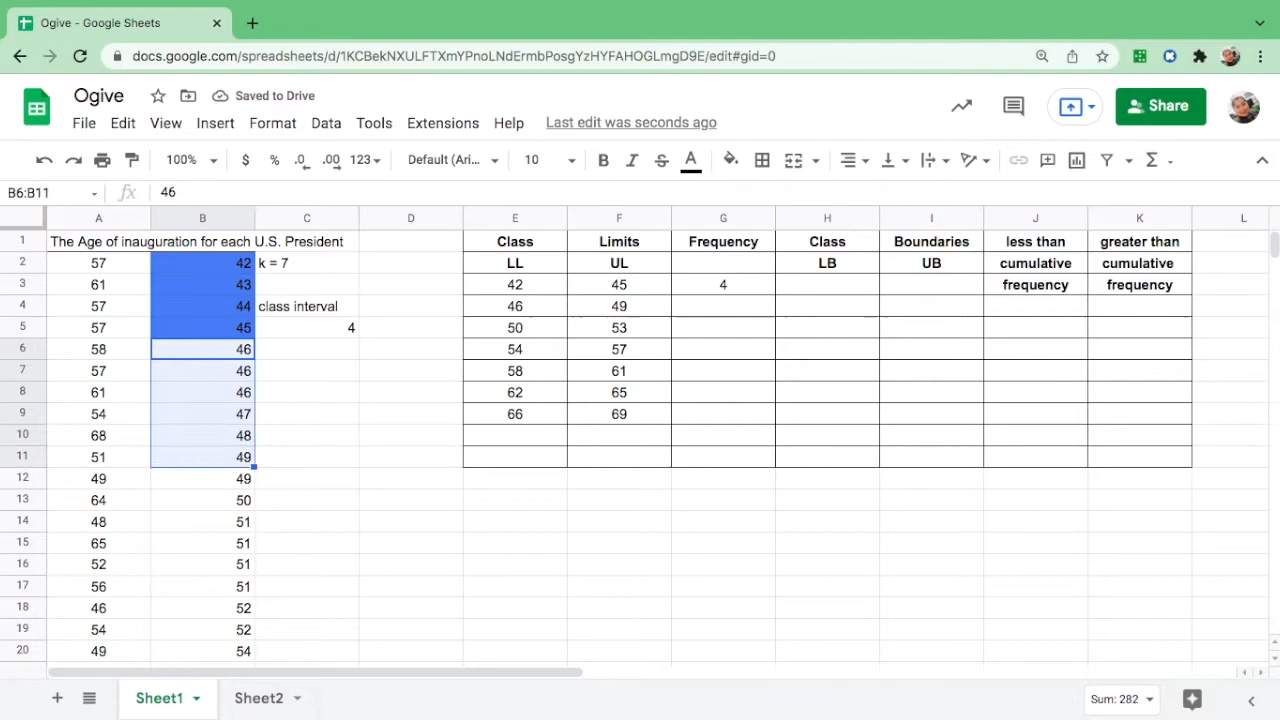 Ogive - Google Sheets
docs.google.com/spreadsheets/d/1KCBekNXULFTXmYPnoLNdErmbPosgYzHYFAHOGLmgD9E/edit#gid=0
Ogive Saved to Drive Share
File Edit View Insert Format Data Tools Extensions Help Last edit was seconds ago
100% $ % .0 .00 123 Default (Ari... 10 B I S A Σ
B6:B11 fx 46
A B C D E F G H I J K L
1 The Age of inauguration for each U.S. President Class Limits Frequency Class Boundaries less than greater than
2 57 42 k = 7 LL UL LB UB cumulative cumulative
3 61 43 42 45 4 frequency frequency
4 57 44 class interval 46 49
5 57 45 4 50 53
6 58 46 54 57
7 57 46 58 61
8 61 46 62 65
9 54 47 66 69
10 68 48
11 51 49
12 49 49
13 64 50
14 48 51
15 65 51
16 52 51
17 56 51
18 46 52
19 54 52
20 49 54
Sheet1 Sheet2 Sum: 282